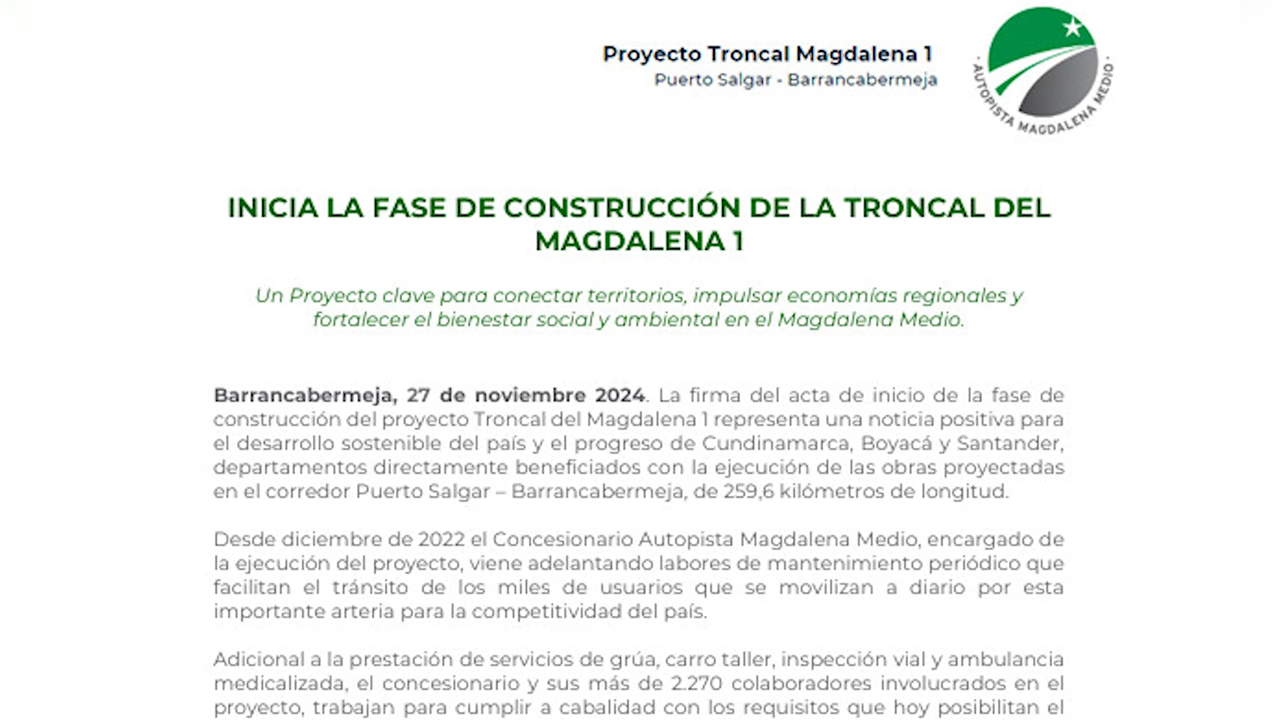 Proyecto Troncal Magdalena 1
Puerto Salgar - Barrancabermeja
· AUTOPISTA MAGDALENA MEDIO ·
INICIA LA FASE DE CONSTRUCCIÓN DE LA TRONCAL DEL
MAGDALENA 1
Un Proyecto clave para conectar territorios, impulsar economías regionales y
fortalecer el bienestar social y ambiental en el Magdalena Medio.
Barrancabermeja, 27 de noviembre 2024. La firma del acta de inicio de la fase de
construcción del proyecto Troncal del Magdalena 1 representa una noticia positiva para
el desarrollo sostenible del país y el progreso de Cundinamarca, Boyacá y Santander,
departamentos directamente beneficiados con la ejecución de las obras proyectadas
en el corredor Puerto Salgar – Barrancabermeja, de 259,6 kilómetros de longitud.
Desde diciembre de 2022 el Concesionario Autopista Magdalena Medio, encargado de
la ejecución del proyecto, viene adelantando labores de mantenimiento periódico que
facilitan el tránsito de los miles de usuarios que se movilizan a diario por esta
importante arteria para la competitividad del país.
Adicional a la prestación de servicios de grúa, carro taller, inspección vial y ambulancia
medicalizada, el concesionario y sus más de 2.270 colaboradores involucrados en el
proyecto, trabajan para cumplir a cabalidad con los requisitos que hoy posibilitan el